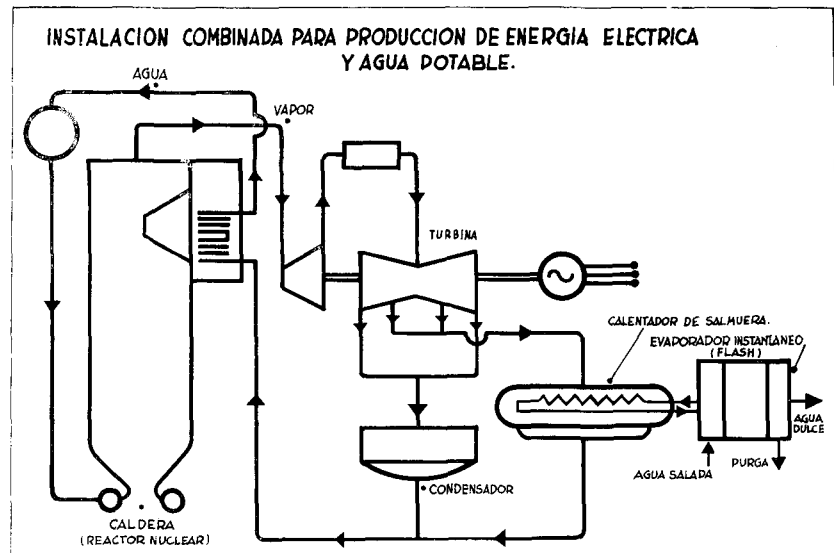 INSTALACION COMBINADA PARA PRODUCCION DE ENERGIA ELECTRICA
Y AGUA POTABLE.
AGUA
VAPOR
TURBINA
CALENTADOR DE SALMUERA.
EVAPORADOR INSTANTANEO
(FLASH)
AGUA
DULCE
AGUA SALADA
PURGA
CONDENSADOR
CALDERA
(REACTOR NUCLEAR)